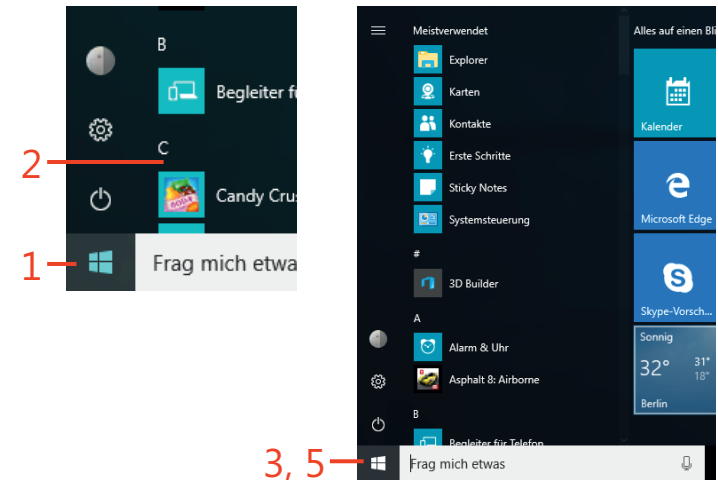 B
Begleiter fü
2
C
Candy Crus
1
Frag mich etwa
Meistverwendet
Explorer
Karten
Kontakte
Erste Schritte
Sticky Notes
Systemsteuerung
#
3D Builder
A
Alarm & Uhr
Asphalt 8: Airborne
B
Begleiter für Telefon
3, 5
Frag mich etwas
Alles auf einen Bli
Kalender
Microsoft Edge
Skype-Vorsch...
Sonnig
32° 31°
18°
Berlin